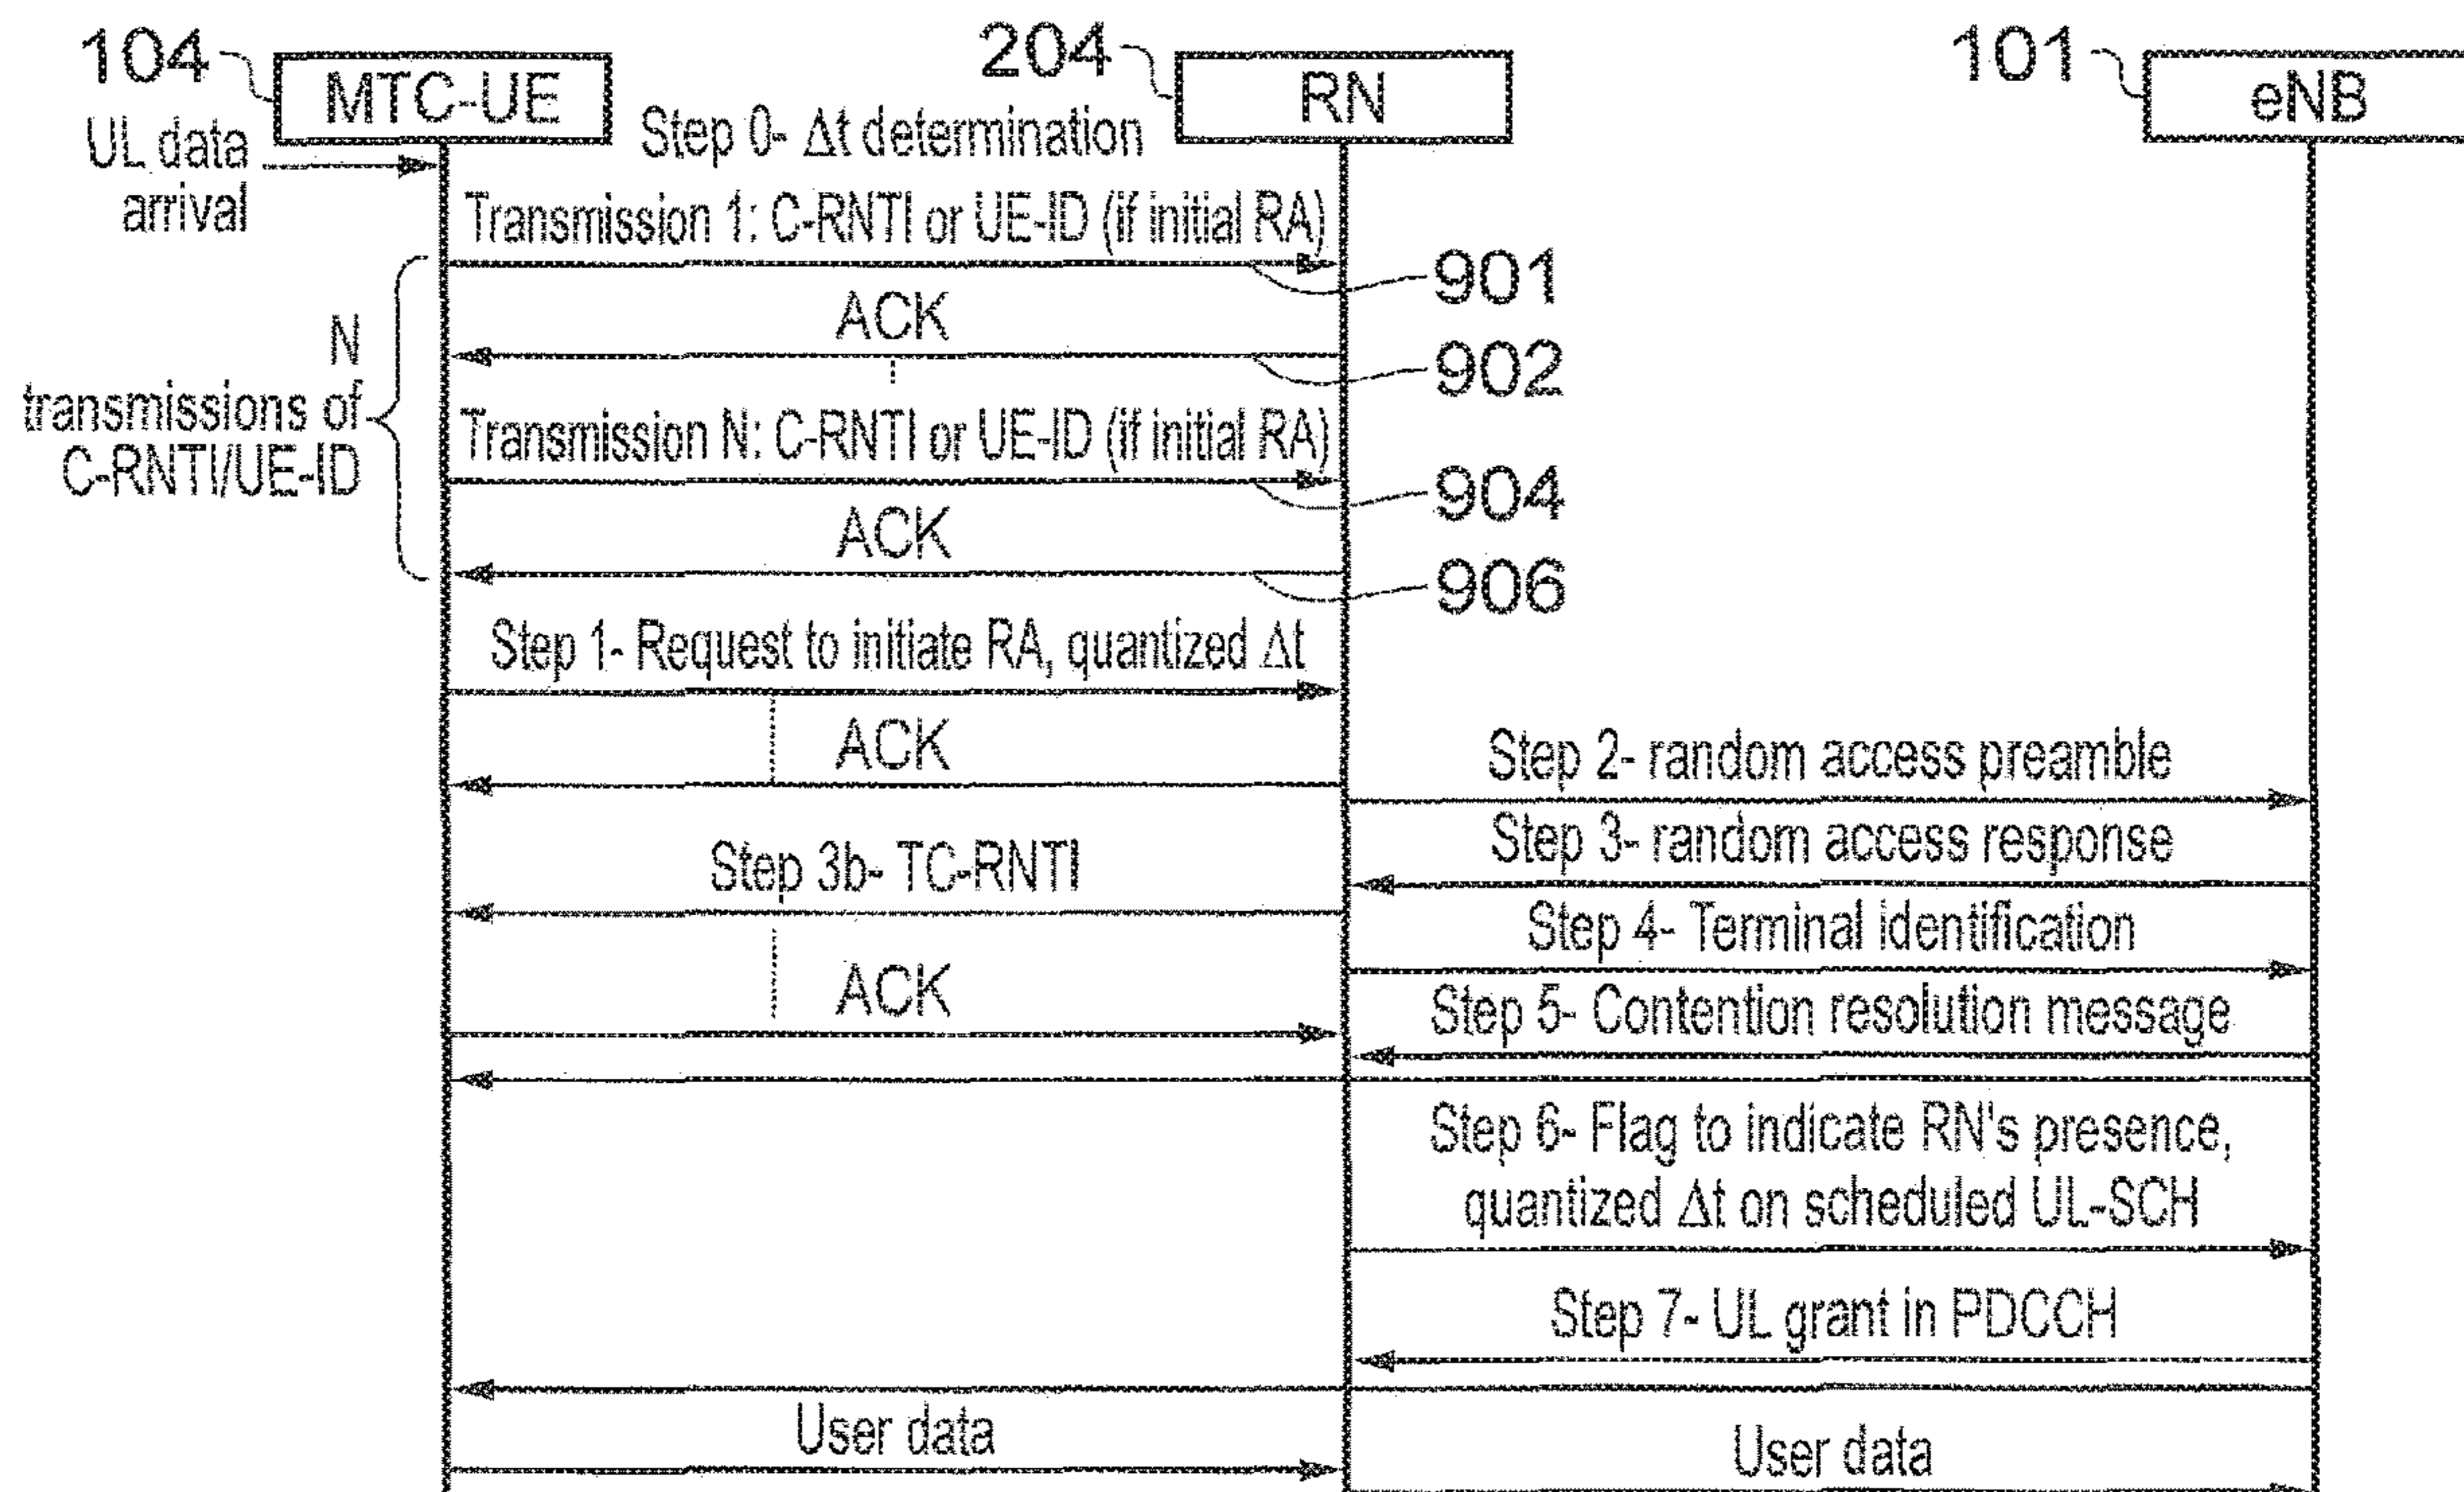 104
MTC-UE
204
RN
101
eNB
UL data
arrival
Step 0- Δt determination
Transmission 1: C-RNTI or UE-ID (if initial RA)
901
ACK
902
N
transmissions of
C-RNTI/UE-ID
Transmission N: C-RNTI or UE-ID (if initial RA)
904
ACK
906
Step 1- Request to initiate RA, quantized Δt
ACK
Step 2- random access preamble
Step 3- random access response
Step 3b- TC-RNTI
Step 4- Terminal identification
ACK
Step 5- Contention resolution message
Step 6- Flag to indicate RN's presence,
quantized Δt on scheduled UL-SCH
Step 7- UL grant in PDCCH
User data
User data